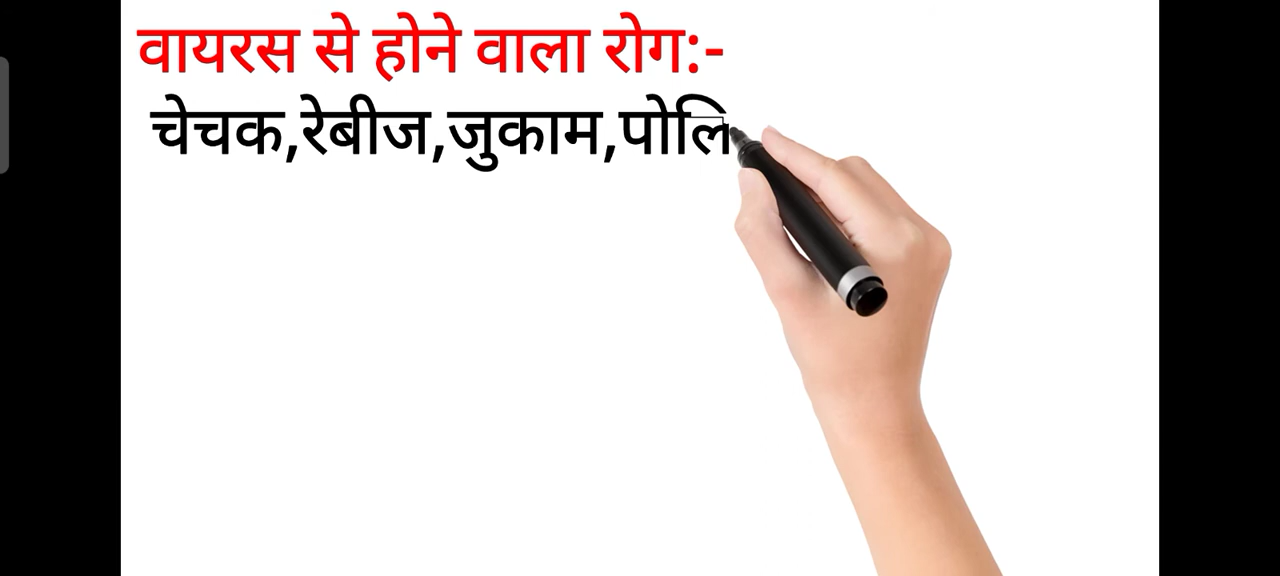 वायरस से होने वाला रोग:-
चेचक,रेबीज,जुकाम,पोलि